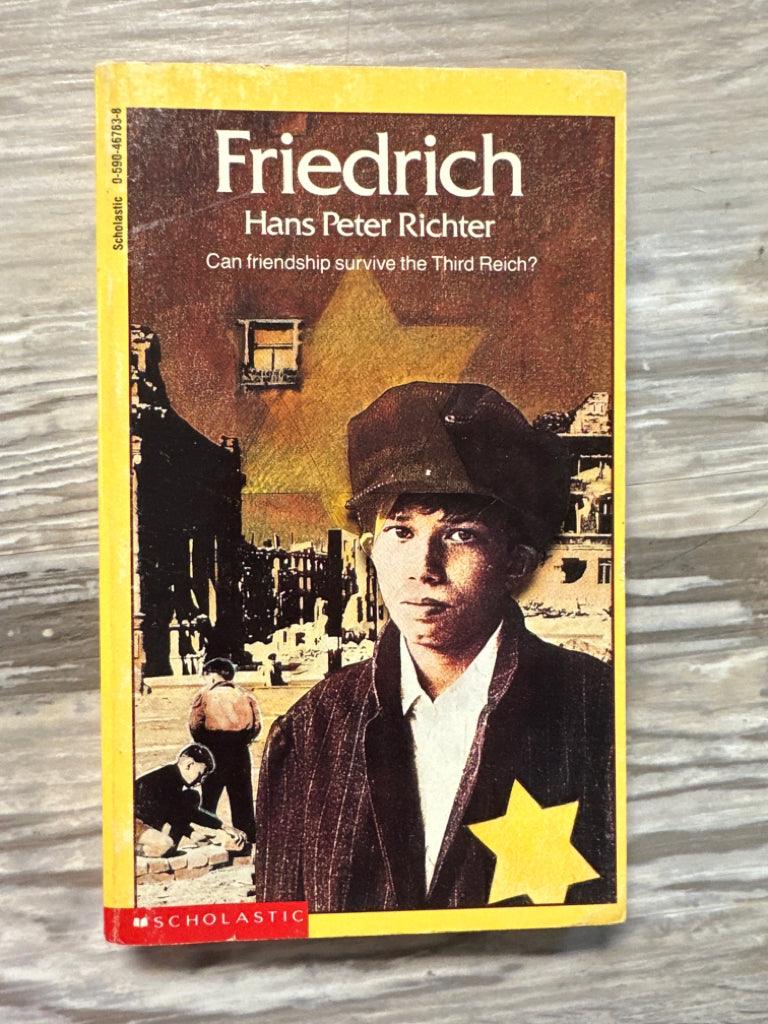 Scholastic 0-590-46763-8
Friedrich
Hans Peter Richter
Can friendship survive the Third Reich?
SCHOLASTIC